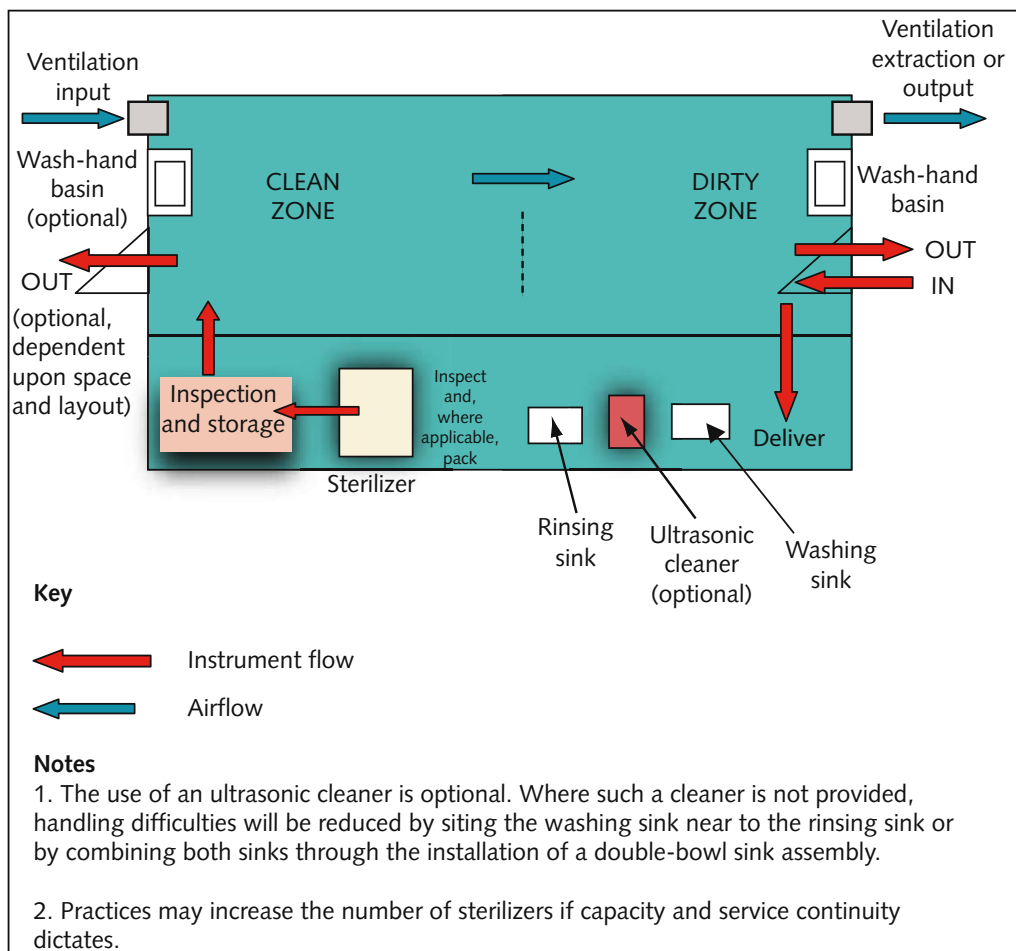 Ventilation
input
Ventilation
extraction or
output
Wash-hand
basin
(optional)
CLEAN
ZONE
DIRTY
ZONE
Wash-hand
basin
OUT
(optional,
dependent
upon space
and layout)
OUT
IN
Inspection
and storage
Sterilizer
Inspect
and,
where
applicable,
pack
Deliver
Rinsing
sink
Ultrasonic
cleaner
(optional)
Washing
sink
Key
Instrument flow
Airflow
Notes
1. The use of an ultrasonic cleaner is optional. Where such a cleaner is not provided,
handling difficulties will be reduced by siting the washing sink near to the rinsing sink or
by combining both sinks through the installation of a double-bowl sink assembly.
2. Practices may increase the number of sterilizers if capacity and service continuity
dictates.